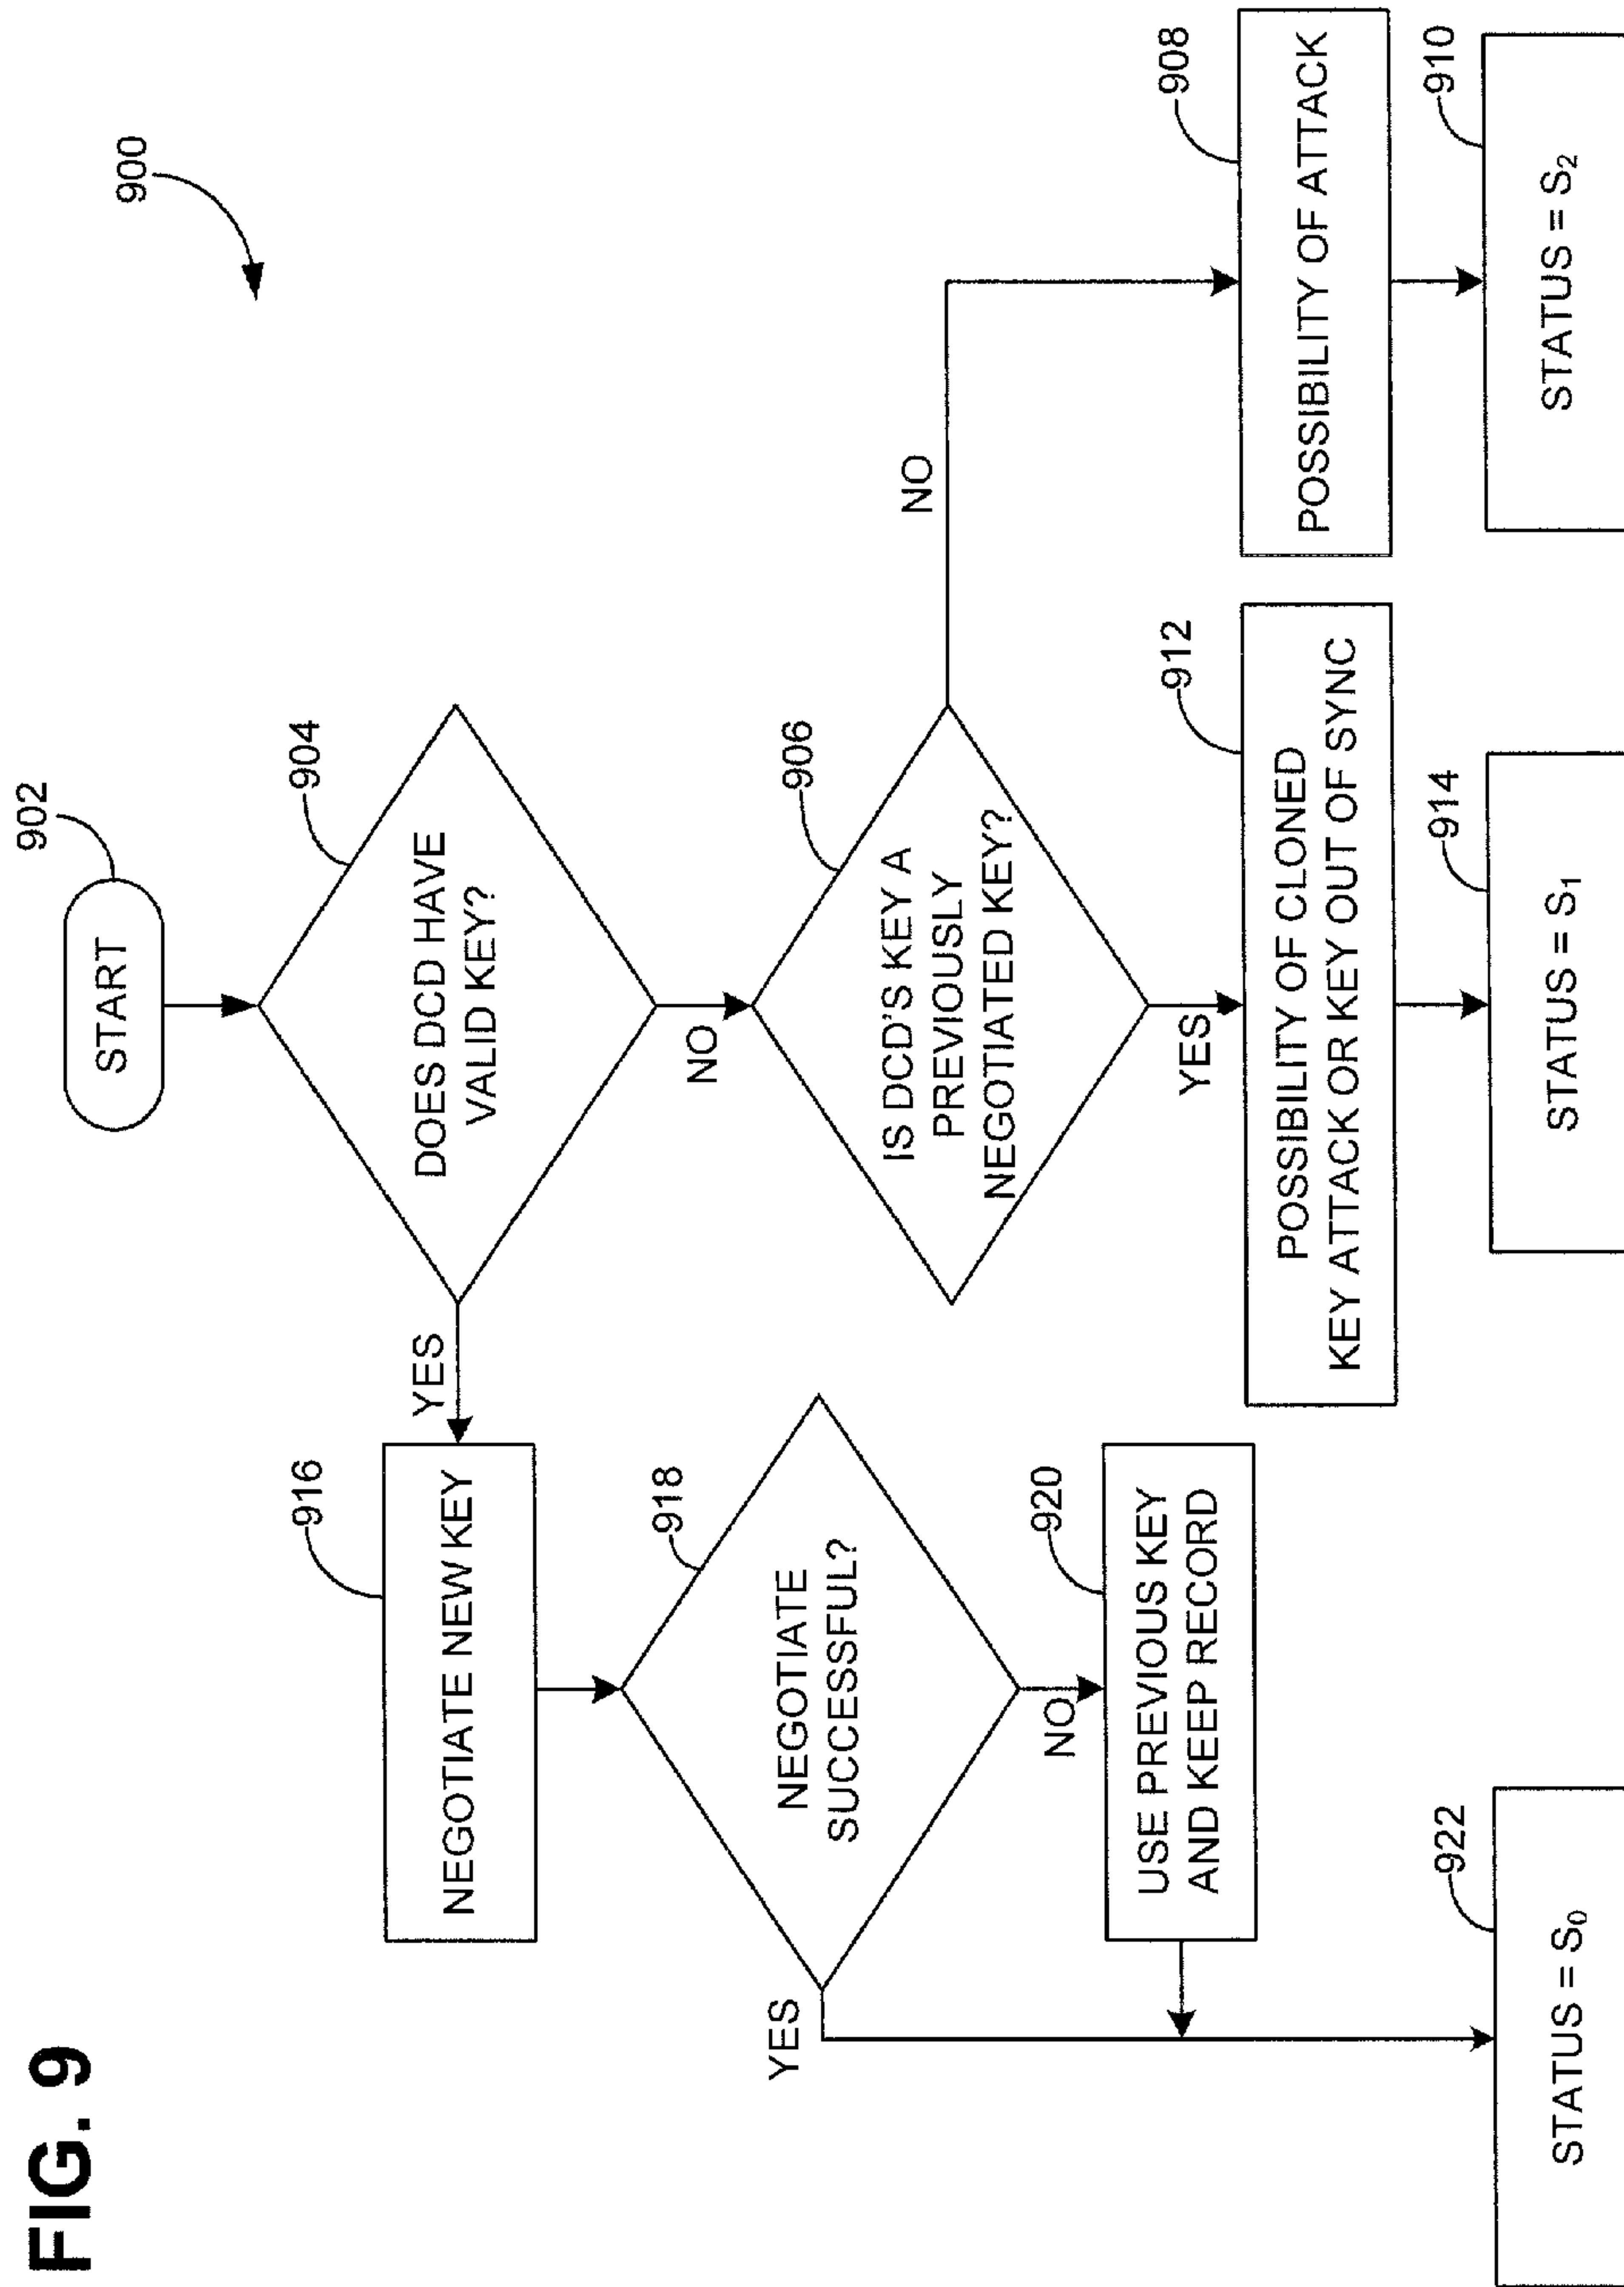 FIG. 9
900
902
START
904
DOES DCD HAVE
VALID KEY?
YES
NO
916
NEGOTIATE NEW KEY
906
IS DCD'S KEY A
PREVIOUSLY
NEGOTIATED KEY?
NO
YES
918
NEGOTIATE
SUCCESSFUL?
YES
NO
920
USE PREVIOUS KEY
AND KEEP RECORD
912
POSSIBILITY OF CLONED
KEY ATTACK OR KEY OUT OF SYNC
908
POSSIBILITY OF ATTACK
922
STATUS = S₀
914
STATUS = S₁
910
STATUS = S₂